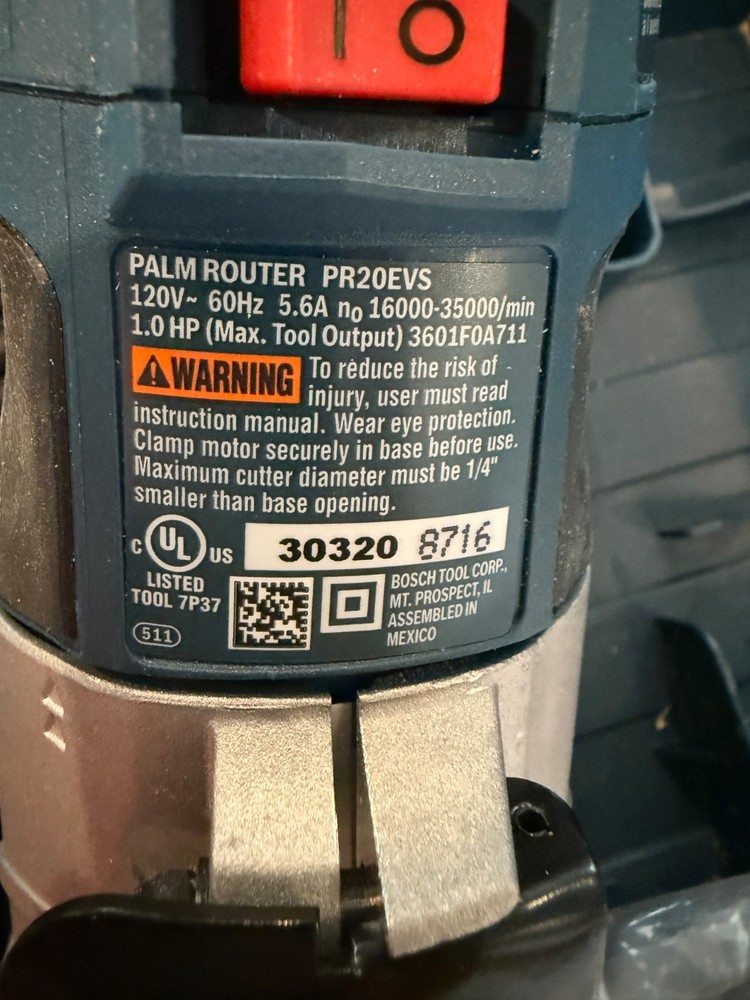 I O
PALM ROUTER PR20EVS
120V~ 60Hz 5.6A no 16000-35000/min
1.0 HP (Max. Tool Output) 3601F0A711
WARNING To reduce the risk of
injury, user must read
instruction manual. Wear eye protection.
Clamp motor securely in base before use.
Maximum cutter diameter must be 1/4"
smaller than base opening.
C UL US
LISTED
TOOL 7P37
511
30320 8716
BOSCH TOOL CORP.,
MT. PROSPECT, IL
ASSEMBLED IN
MEXICO